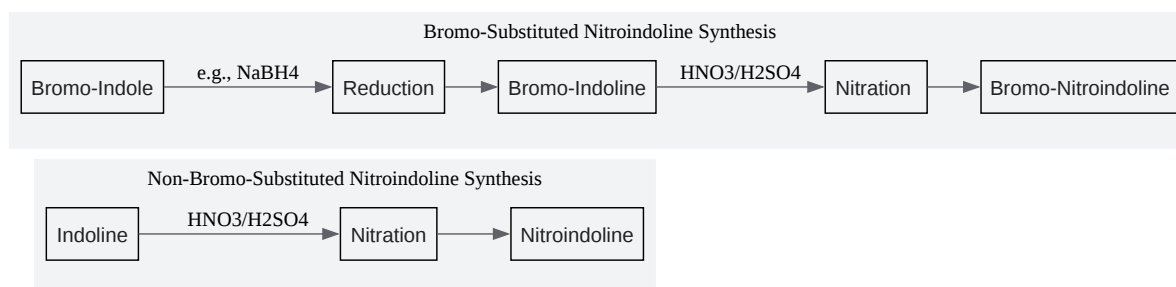 Bromo-Substituted Nitroindoline Synthesis
Bromo-Indole
e.g., NaBH4
Reduction
Bromo-Indoline
HNO3/H2SO4
Nitration
Bromo-Nitroindoline
Non-Bromo-Substituted Nitroindoline Synthesis
Indoline
HNO3/H2SO4
Nitration
Nitroindoline